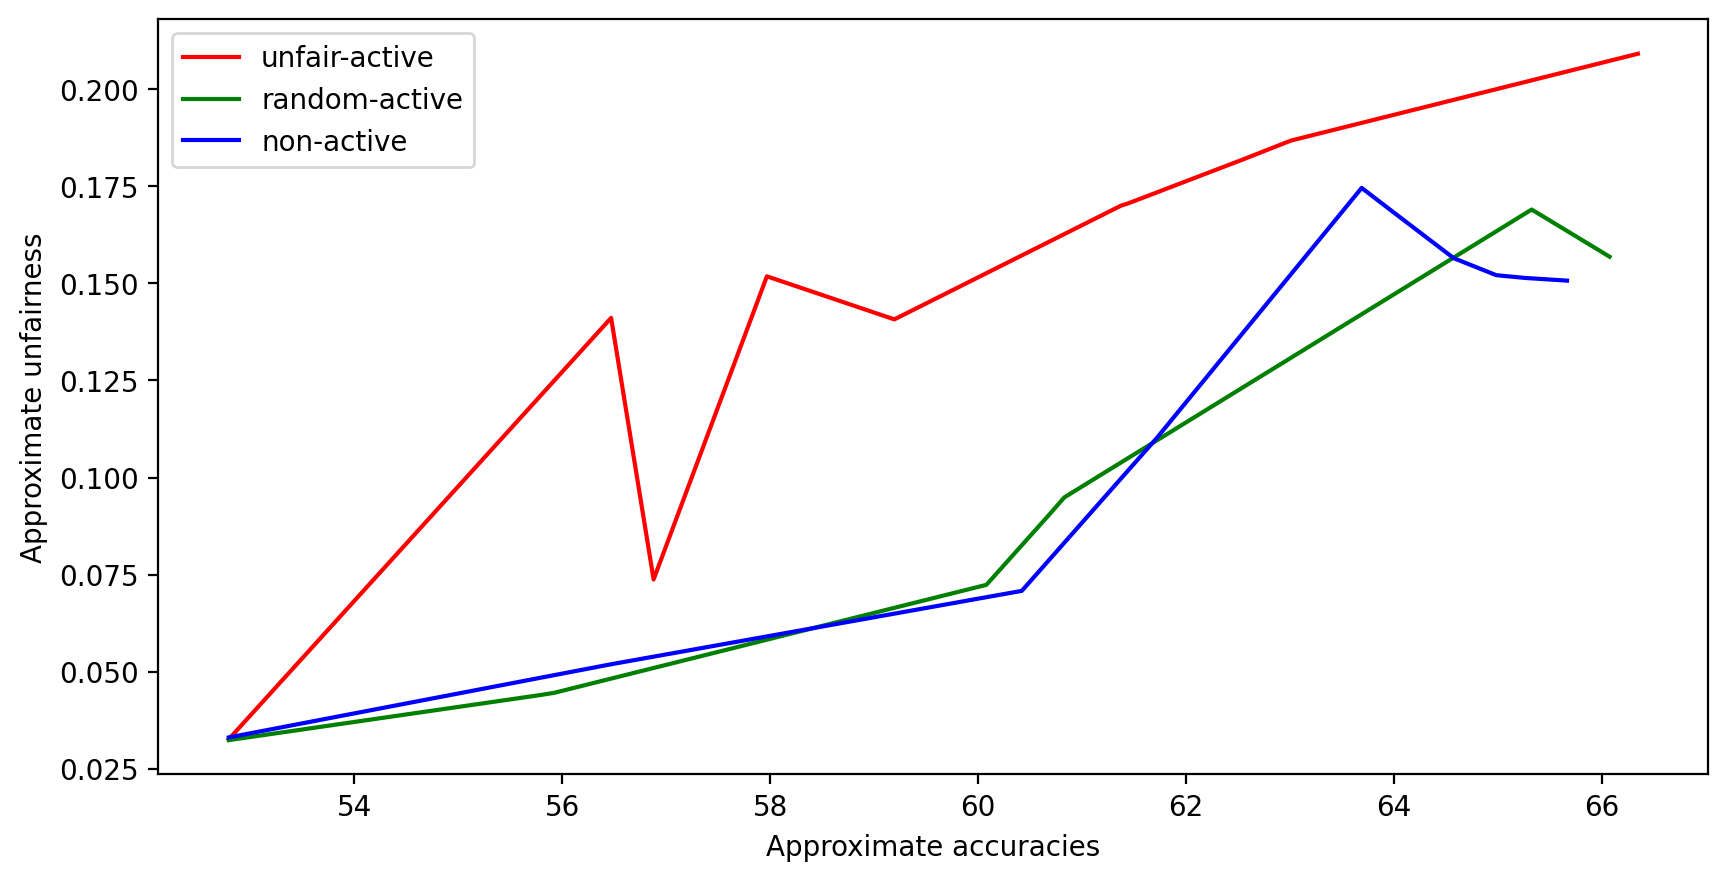 unfair-active
random-active
non-active
0.200
0.175
0.150
0.125
0.100
0.075
0.050
0.025
Approximate unfairness
54 56 58 60 62 64 66
Approximate accuracies